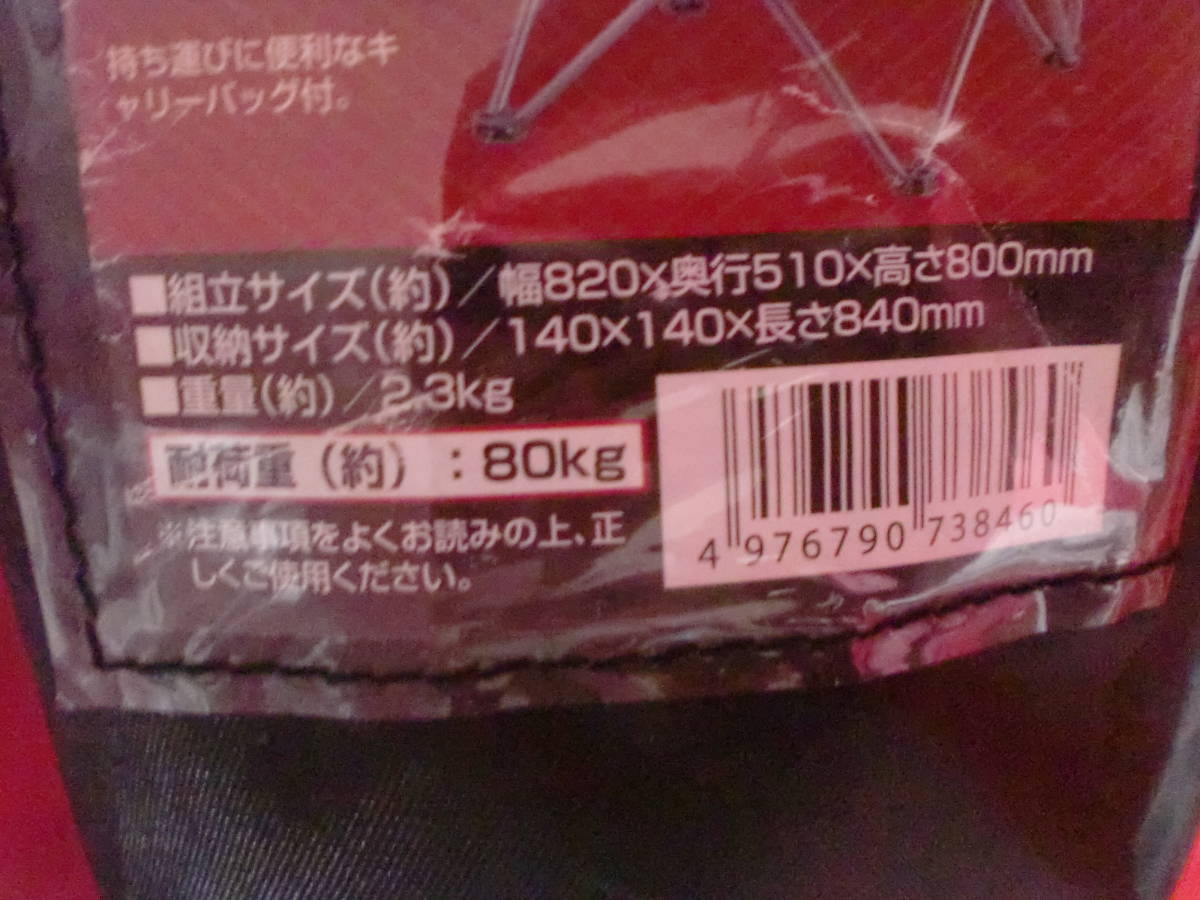 持ち運びに便利なキ
ャリーバッグ付。
■組立サイズ(約)／幅820×奥行510×高さ800mm
■収納サイズ(約)／140×140×長さ840mm
■重量(約)／2.3kg
耐荷重（約）：80kg
※注意事項をよくお読みの上、正
しくご使用ください。
4 976790 738460